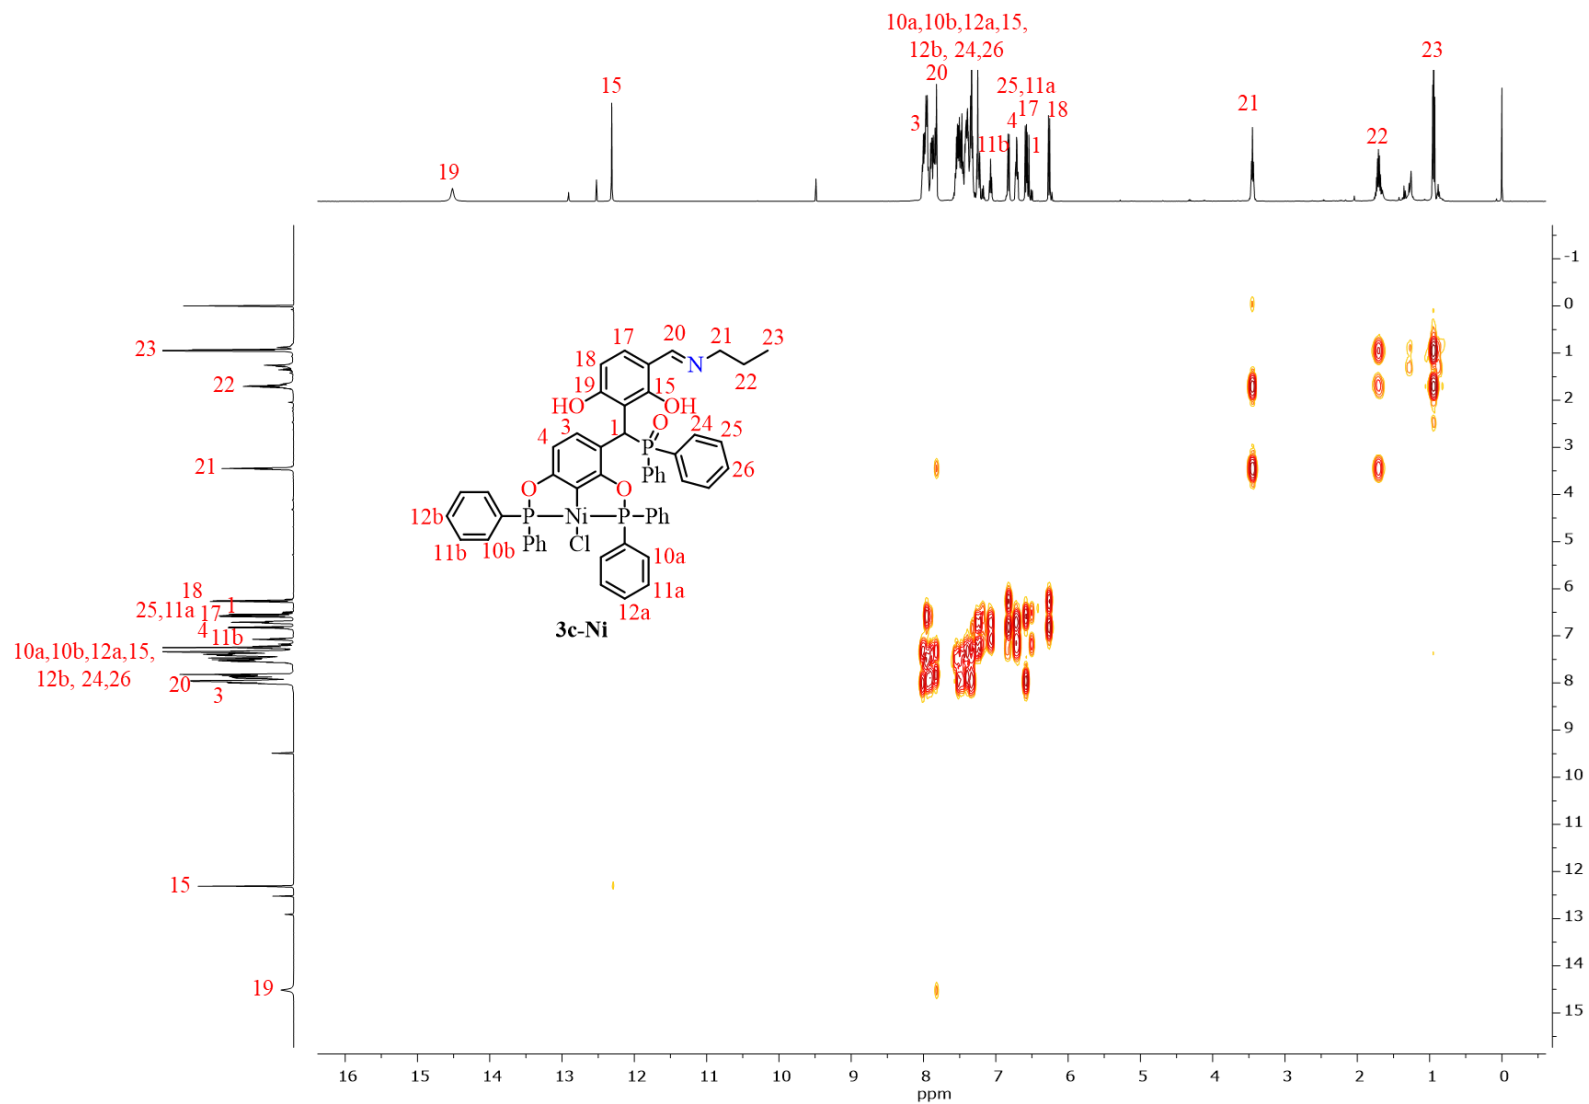 10a,10b,12a,15,
12b, 24,26
20
23
15
25,11a
21
17
18
3
4
11b
1
22
19
-1
0
1
2
3
4
5
6
7
8
9
10
11
12
13
14
15
23
22
21
18
25,11a
17
1
4
11b
10a,10b,12a,15,
12b, 24,26
20
3
15
19
17
20
21
23
18
N
22
19
15
HO
OH
O
24
3
1
25
4
P
Ph
26
O
O
12b
P
Ni
P
Ph
11b
10b
Ph
Cl
10a
11a
12a
3c-Ni
16 15 14 13 12 11 10 9 8 7 6 5 4 3 2 1 0
ppm